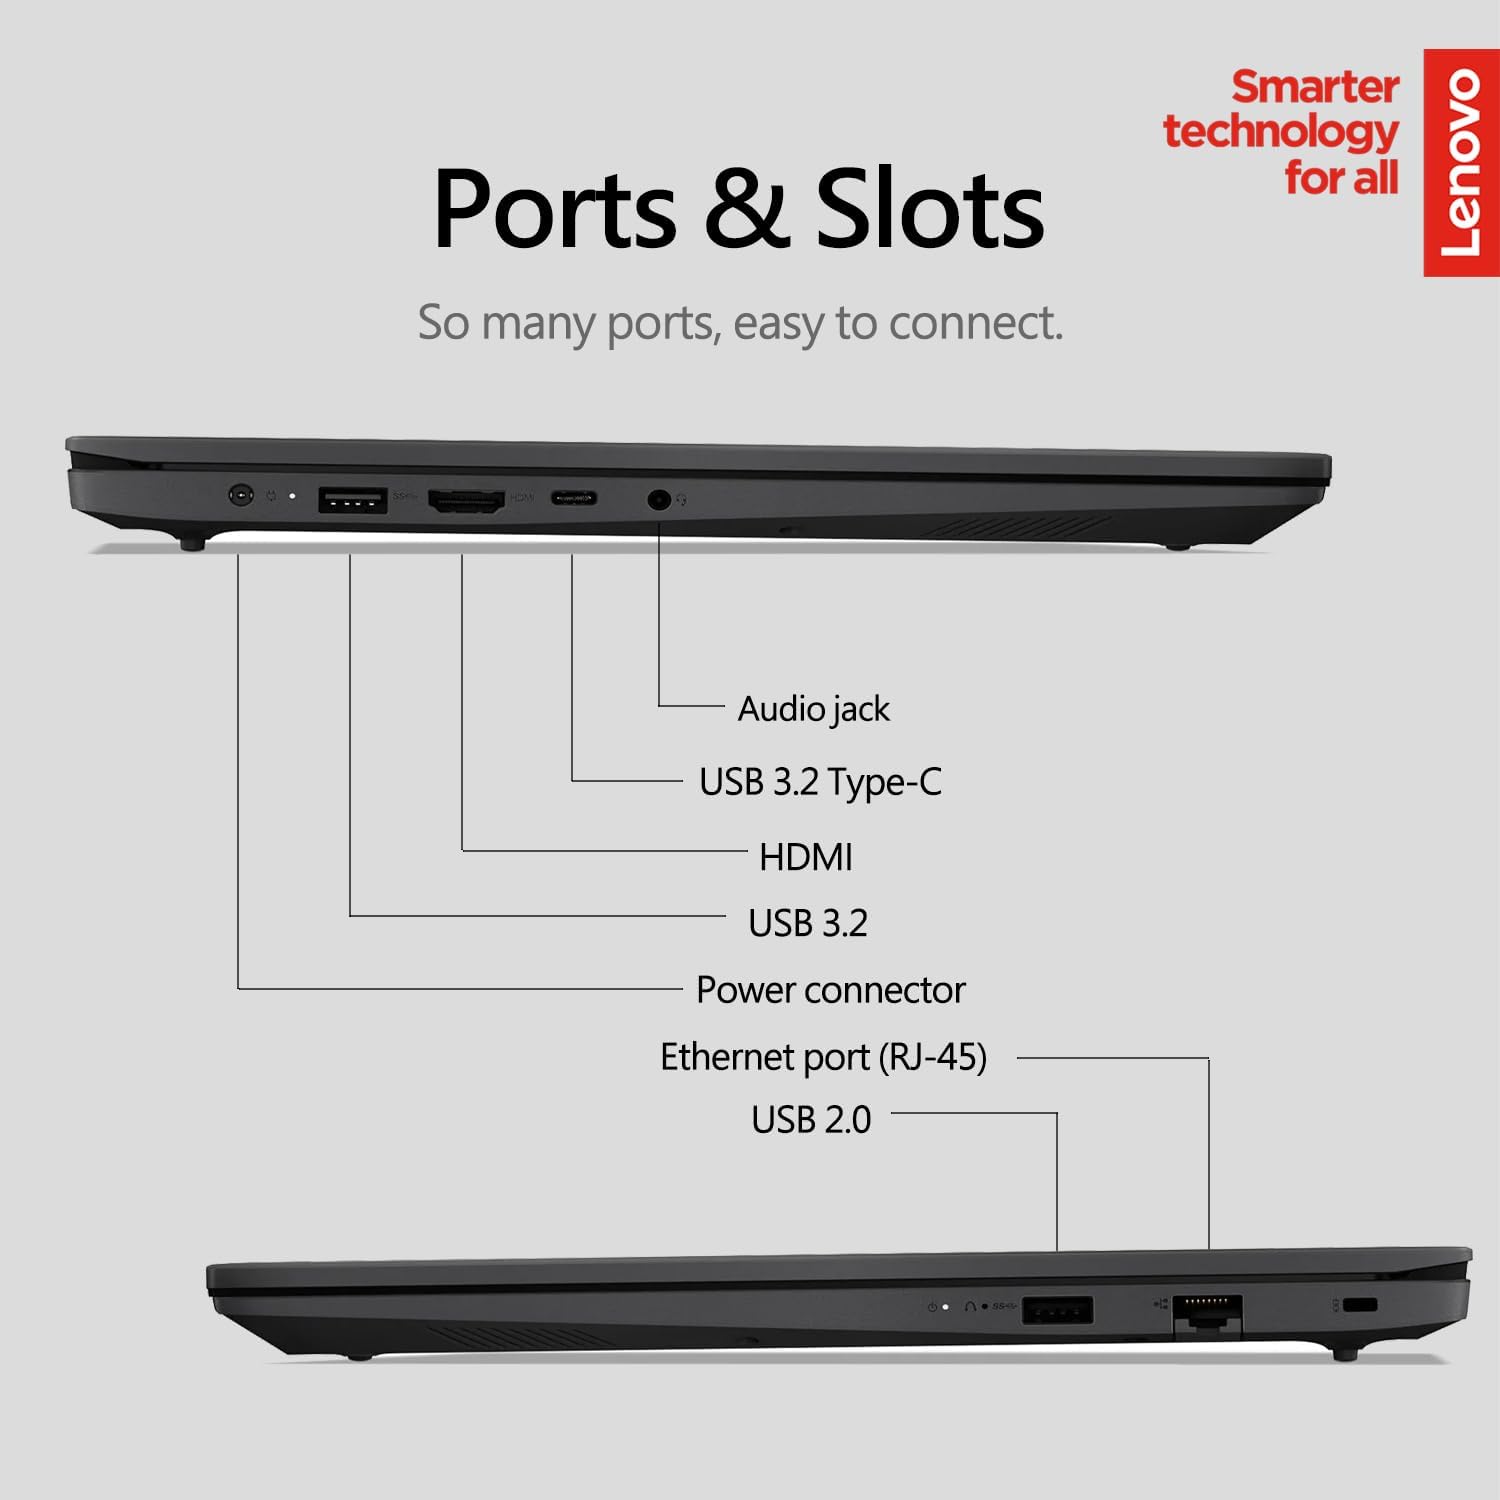 Smarter
technology
for all
Lenovo
Ports & Slots
So many ports, easy to connect.
HDMI
Audio jack
USB 3.2 Type-C
HDMI
USB 3.2
Power connector
Ethernet port (RJ-45)
USB 2.0